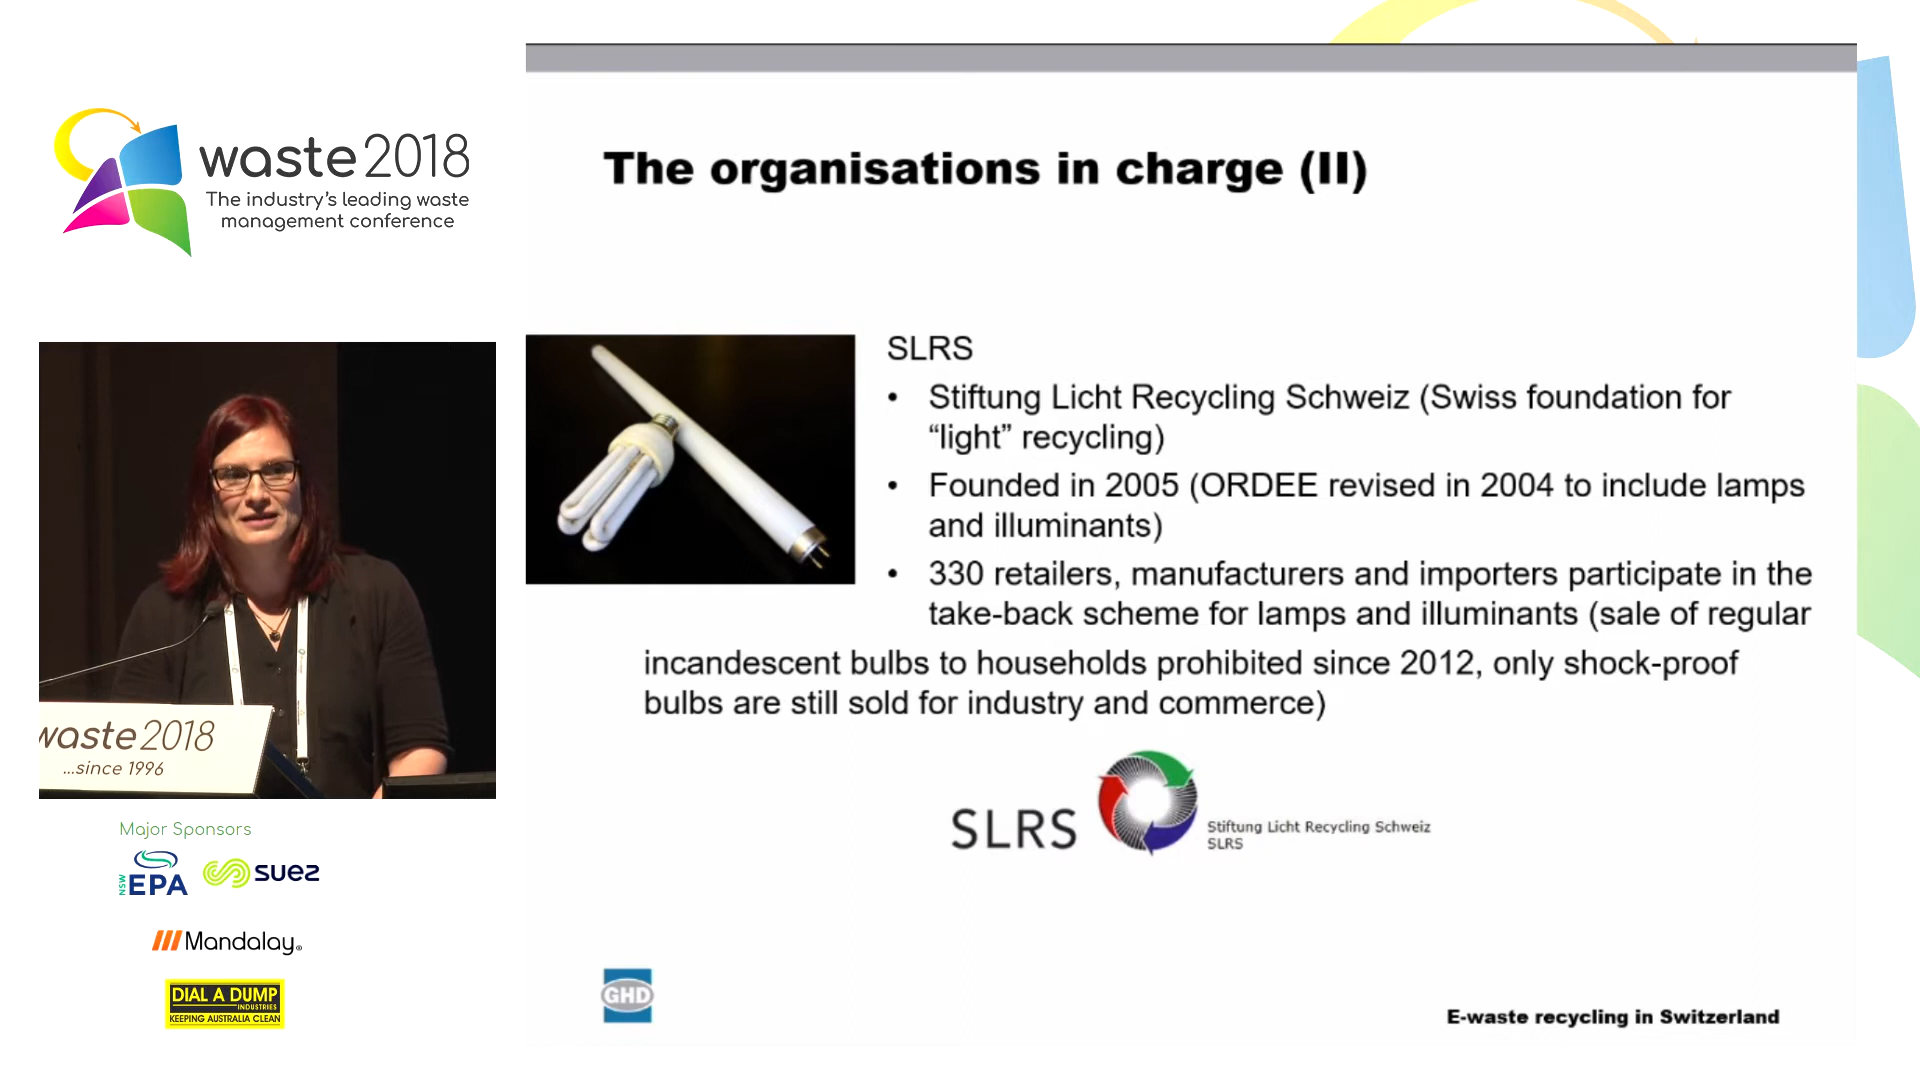 waste 2018
The industry's leading waste
management conference
waste 2018
...since 1996
Major Sponsors
NSW EPA
suez
Mandalay®
DIAL A DUMP
INDUSTRIES
KEEPING AUSTRALIA CLEAN
The organisations in charge (II)
SLRS
• Stiftung Licht Recycling Schweiz (Swiss foundation for
“light” recycling)
• Founded in 2005 (ORDEE revised in 2004 to include lamps
and illuminants)
• 330 retailers, manufacturers and importers participate in the
take-back scheme for lamps and illuminants (sale of regular
incandescent bulbs to households prohibited since 2012, only shock-proof
bulbs are still sold for industry and commerce)
SLRS
Stiftung Licht Recycling Schweiz
SLRS
GHD
E-waste recycling in Switzerland